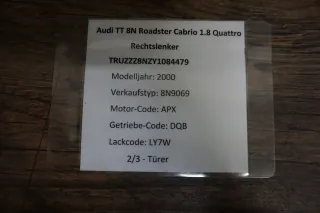 Audi TT 8N Roadster Cabrio 1.8 Quattro
Rechtslenker
TRUZZZ8NZY1084479
Modelljahr: 2000
Verkaufstyp: 8N9069
Motor-Code: APX
Getriebe-Code: DQB
Lackcode: LY7W
2/3 - Türer